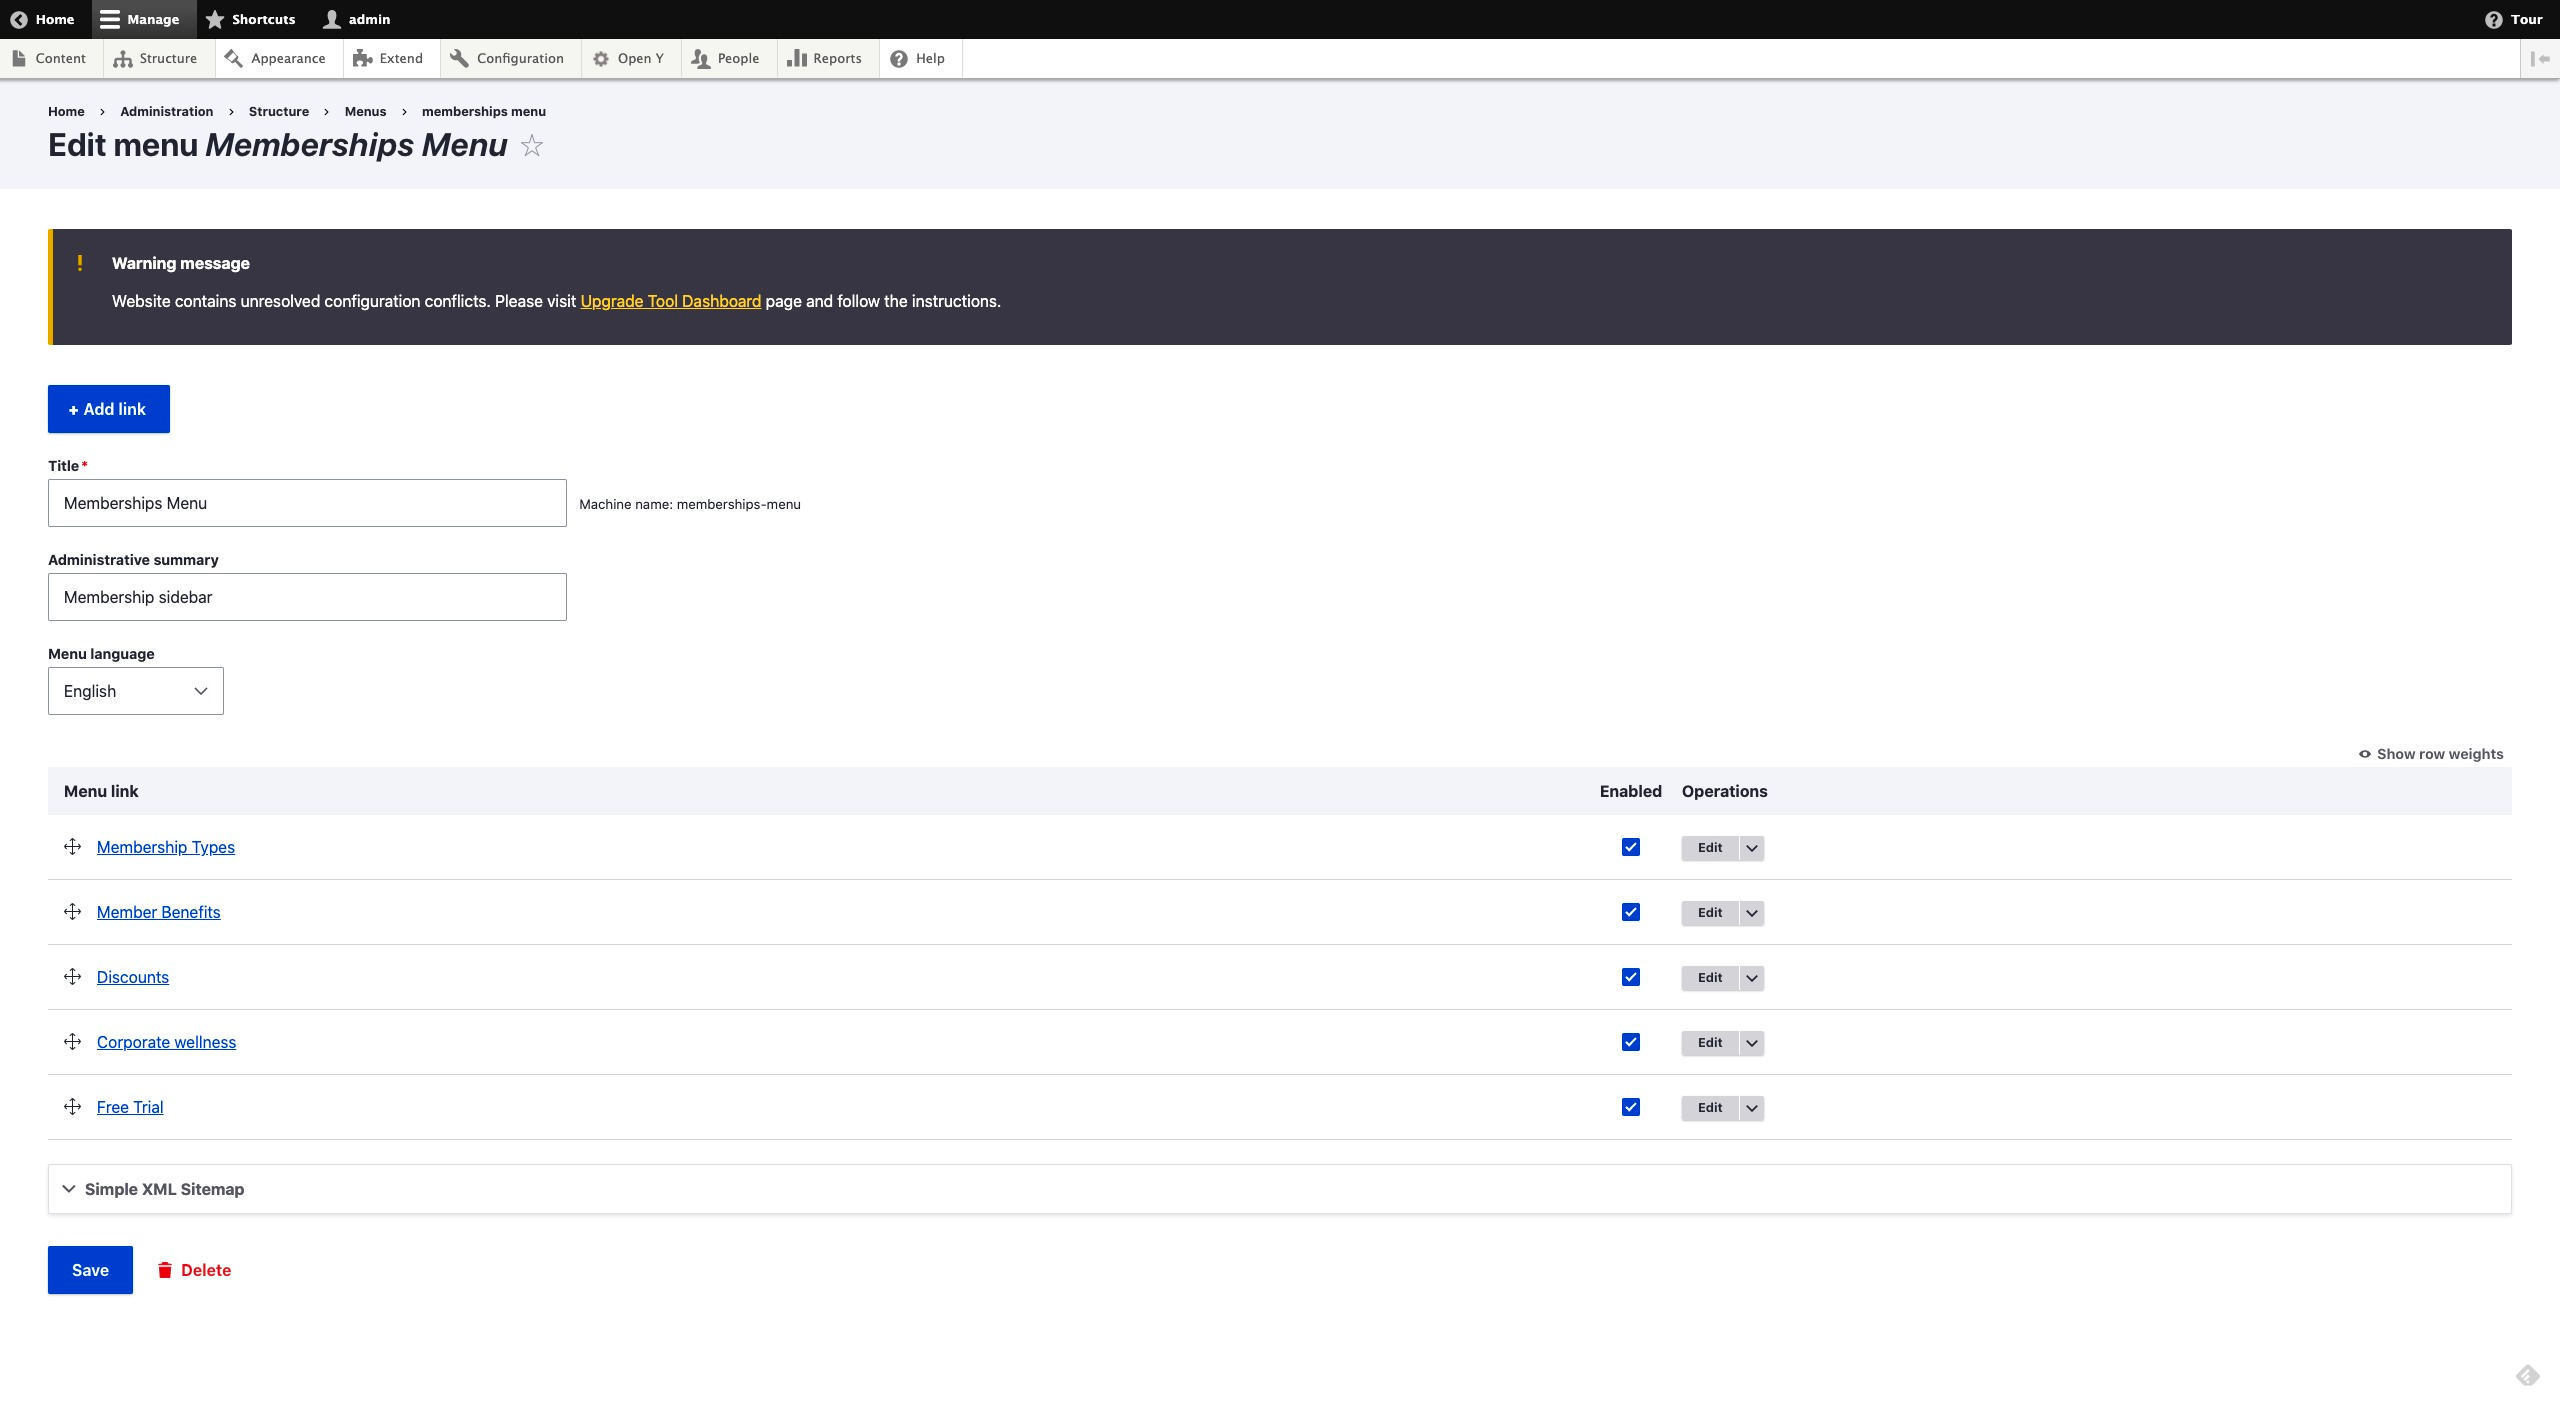 Home Manage Shortcuts admin Tour
Content Structure Appearance Extend Configuration Open Y People Reports Help
Home › Administration › Structure › Menus › memberships menu
Edit menu Memberships Menu
Warning message
Website contains unresolved configuration conflicts. Please visit Upgrade Tool Dashboard page and follow the instructions.
+ Add link
Title*
Memberships Menu
Machine name: memberships-menu
Administrative summary
Membership sidebar
Menu language
English
Show row weights
Menu link Enabled Operations
Membership Types Edit
Member Benefits Edit
Discounts Edit
Corporate wellness Edit
Free Trial Edit
Simple XML Sitemap
Save Delete